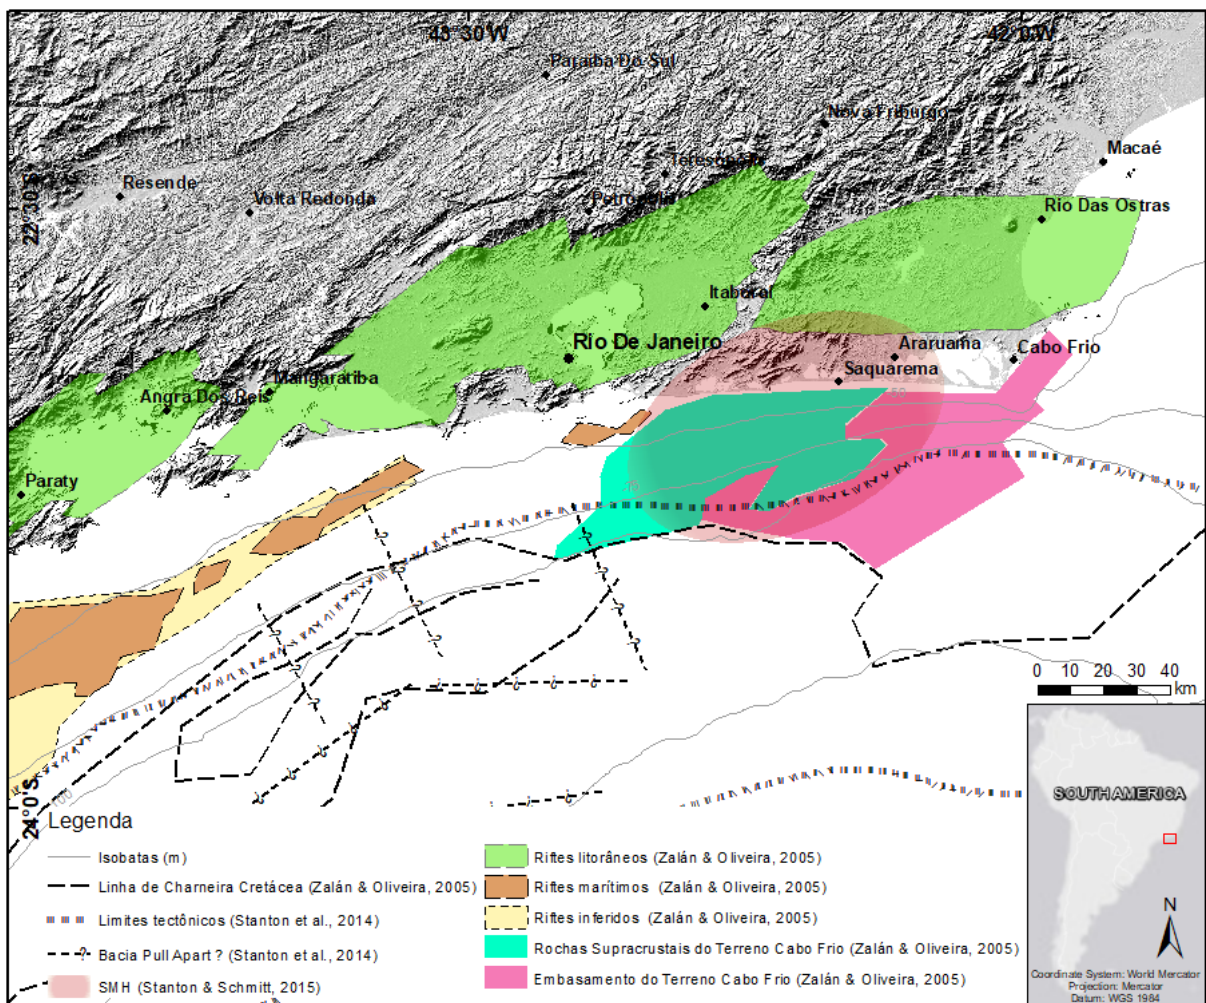 43°30'W
42°0'W
Paraíba Do Sul
Nova Friburgo
Macaé
Teresópolis
Resende
Volta Redonda
Petrópolis
22°30'S
Rio Das Ostras
Itaboraí
Rio De Janeiro
Araruama
Cabo Frio
Saquarema
Mangaratiba
Angra Dos Reis
-50
Paraty
-70
0 10 20 30 40
km
-100
24°0'S
SOUTH AMERICA
N
Coordinate System: World Mercator
Projection: Mercator
Datum: WGS 1984
Legenda
Isobatas (m)
Linha de Charneira Cretácea (Zalán & Oliveira, 2005)
Limites tectônicos (Stanton et al., 2014)
Bacia Pull Apart ? (Stanton et al., 2014)
SMH (Stanton & Schmitt, 2015)
Riftes litorâneos (Zalán & Oliveira, 2005)
Riftes marítimos (Zalán & Oliveira, 2005)
Riftes inferidos (Zalán & Oliveira, 2005)
Rochas Supracrustais do Terreno Cabo Frio (Zalán & Oliveira, 2005)
Embasamento do Terreno Cabo Frio (Zalán & Oliveira, 2005)